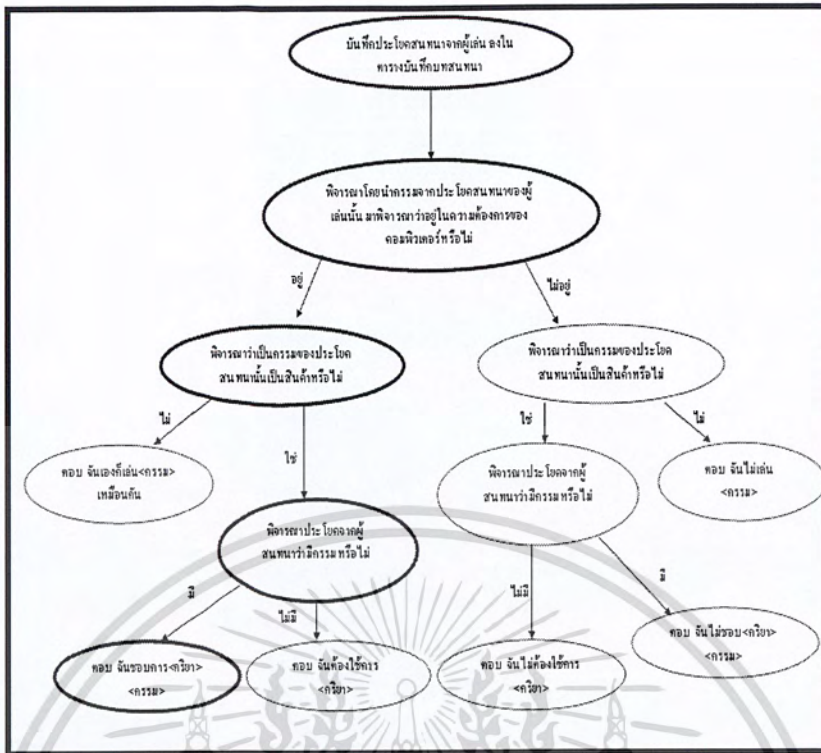 บันทึกประโยคสนทนาจากผู้เล่น ลงใน
ตารางบันทึกบทสนทนา
พิจารณาโดยนำกรรมจากประโยคสนทนาของผู้
เล่นนั้น มาพิจารณาว่าอยู่ในความต้องการของ
คอมพิวเตอร์หรือไม่
อยู่
ไม่อยู่
พิจารณาว่าเป็นกรรมของประโยค
สนทนานั้นเป็นสินค้าหรือไม่
พิจารณาว่าเป็นกรรมของประโยค
สนทนานั้นเป็นสินค้าหรือไม่
ไม่
ใช่
ใช่
ไม่
ตอบ ฉันเองก็เล่น<กรรม>
เหมือนกัน
พิจารณาประโยคจากผู้
สนทนาว่ามีกรรมหรือไม่
ตอบ ฉันไม่เล่น
<กรรม>
พิจารณาประโยคจากผู้
สนทนาว่ามีกรรมหรือไม่
มี
ไม่มี
ไม่มี
มี
ตอบ ฉันชอบการ<กริยา>
<กรรม>
ตอบ ฉันต้องใช้การ
<กริยา>
ตอบ ฉันไม่ต้องใช้การ
<กริยา>
ตอบ ฉันไม่ชอบ<กริยา>
<กรรม>